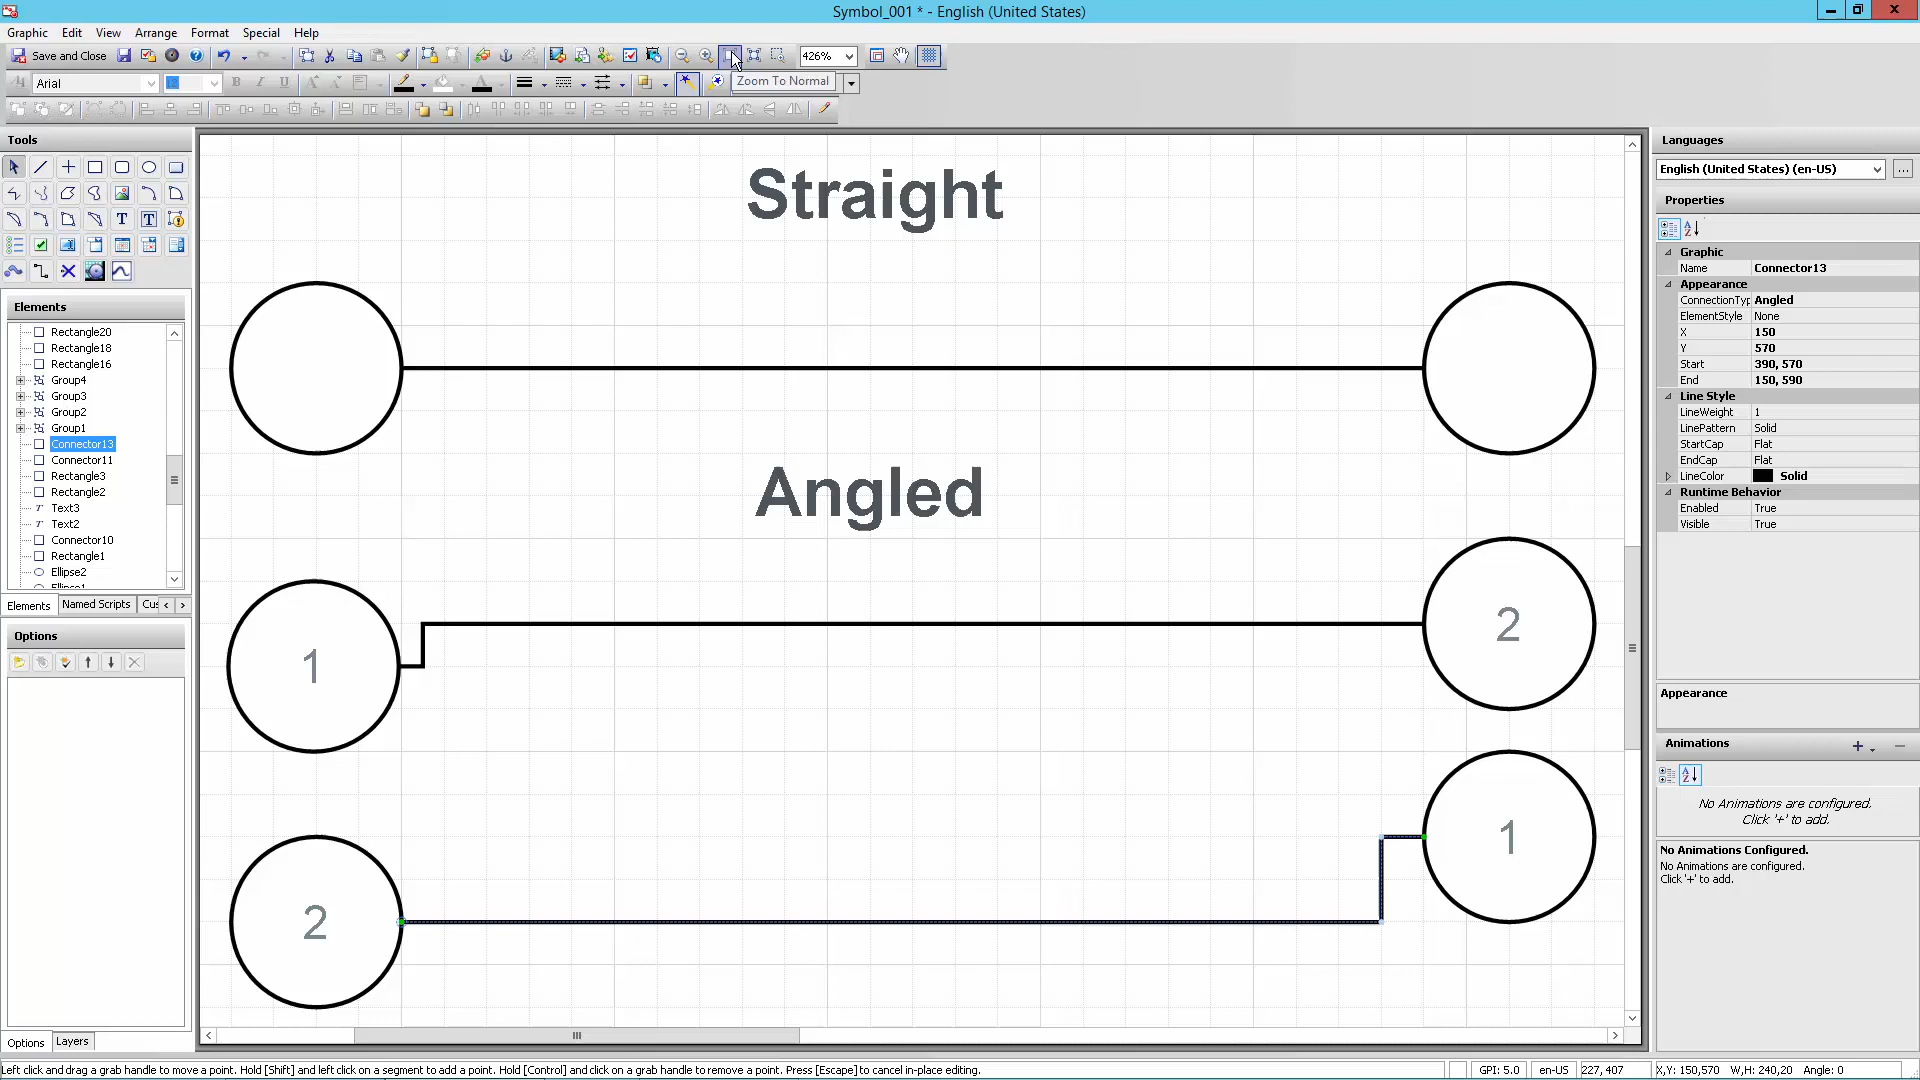 Symbol_001 * - English (United States)
Graphic Edit View Arrange Format Special Help
Save and Close 426%
Arial Zoom To Normal
Tools
Elements
Rectangle20
Rectangle18
Rectangle16
Group4
Group3
Group2
Group1
Connector13
Connector11
Rectangle3
Rectangle2
Text3
Text2
Connector10
Rectangle1
Ellipse2
Ellipse1
Elements Named Scripts Cus
Options
Options Layers
Straight
Angled
1
2
1
2
Languages
English (United States) (en-US)
Properties
Graphic
Name Connector13
Appearance
ConnectionTyp Angled
ElementStyle None
X 150
Y 570
Start 390, 570
End 150, 590
Line Style
LineWeight 1
LinePattern Solid
StartCap Flat
EndCap Flat
LineColor Solid
Runtime Behavior
Enabled True
Visible True
Appearance
Animations
No Animations are configured.
Click '+' to add.
No Animations Configured.
No Animations are configured.
Click '+' to add.
Left click and drag a grab handle to move a point. Hold [Shift] and left click on a segment to add a point. Hold [Control] and click on a grab handle to remove a point. Press [Escape] to cancel in-place editing.
GPI: 5.0 en-US 227, 407 X,Y: 150,570 W,H: 240,20 Angle: 0